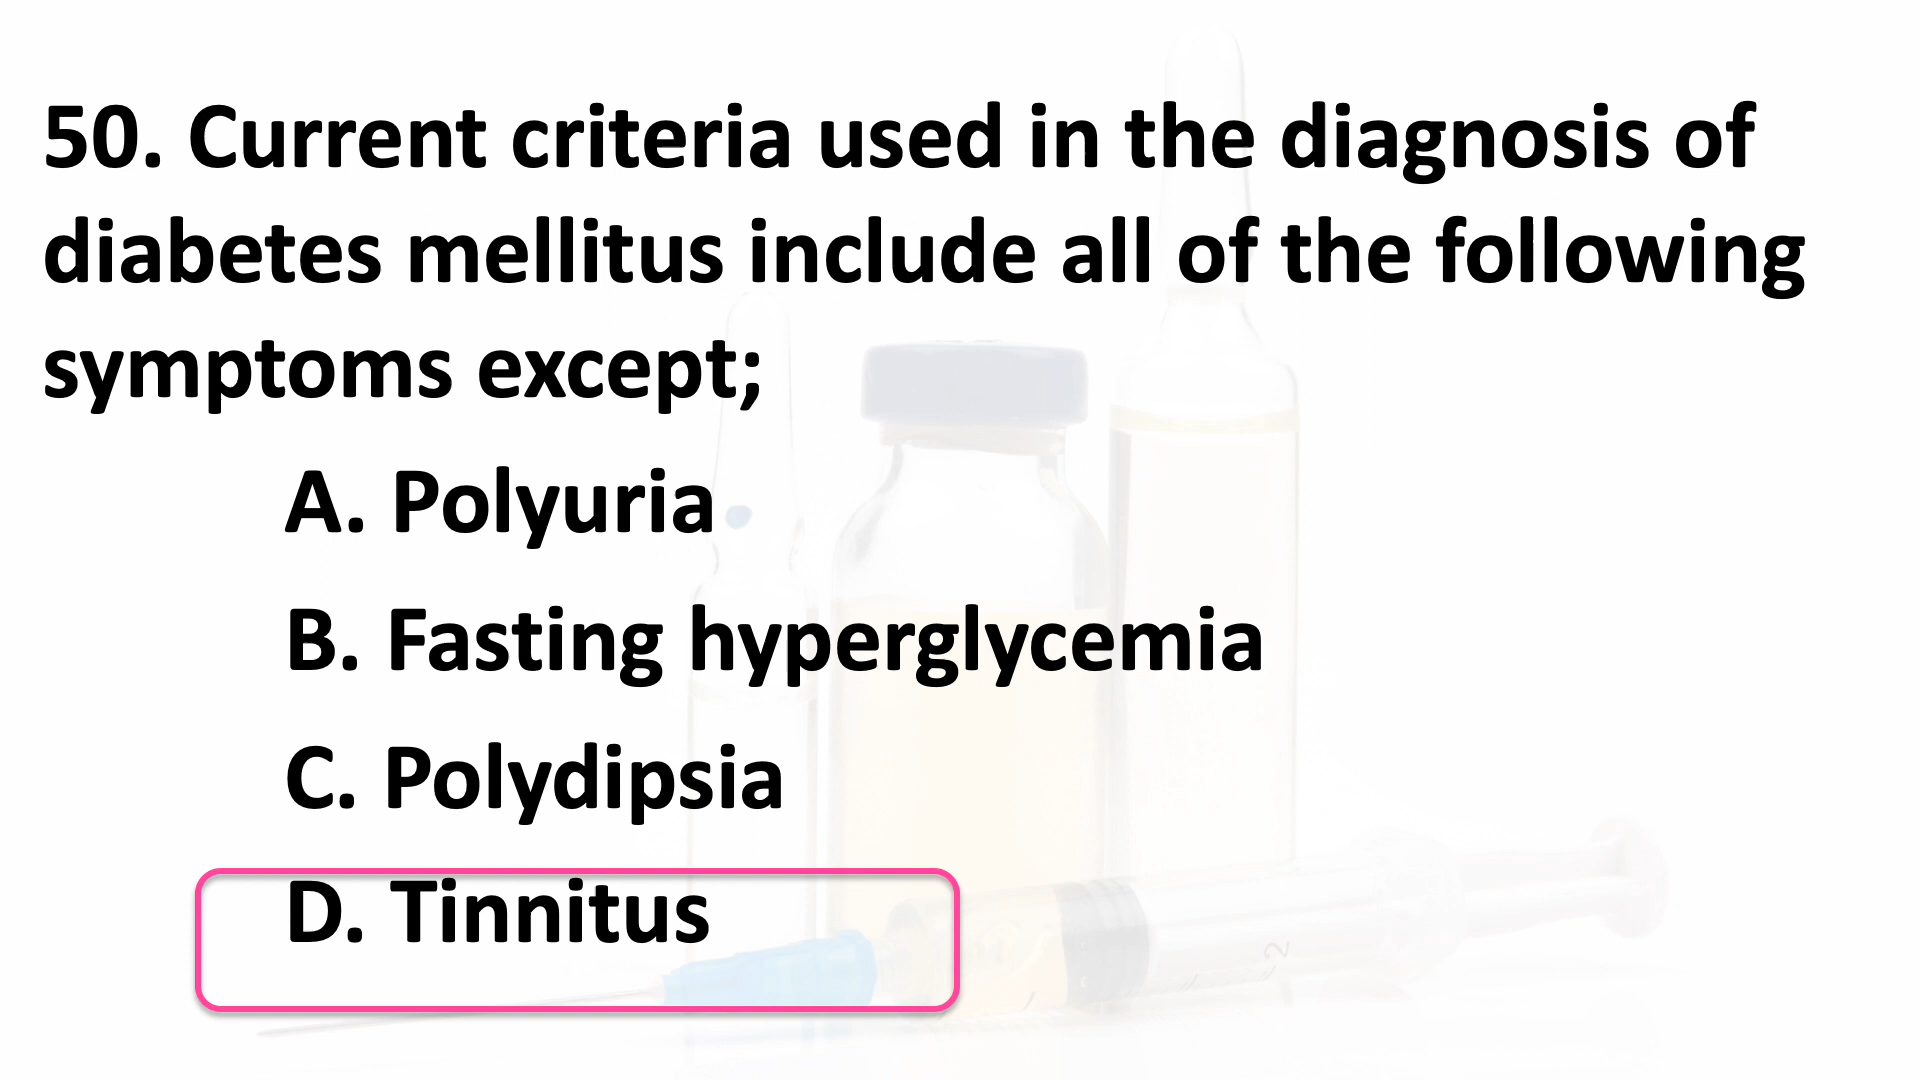 50. Current criteria used in the diagnosis of
diabetes mellitus include all of the following
symptoms except;
A. Polyuria
B. Fasting hyperglycemia
C. Polydipsia
D. Tinnitus
2